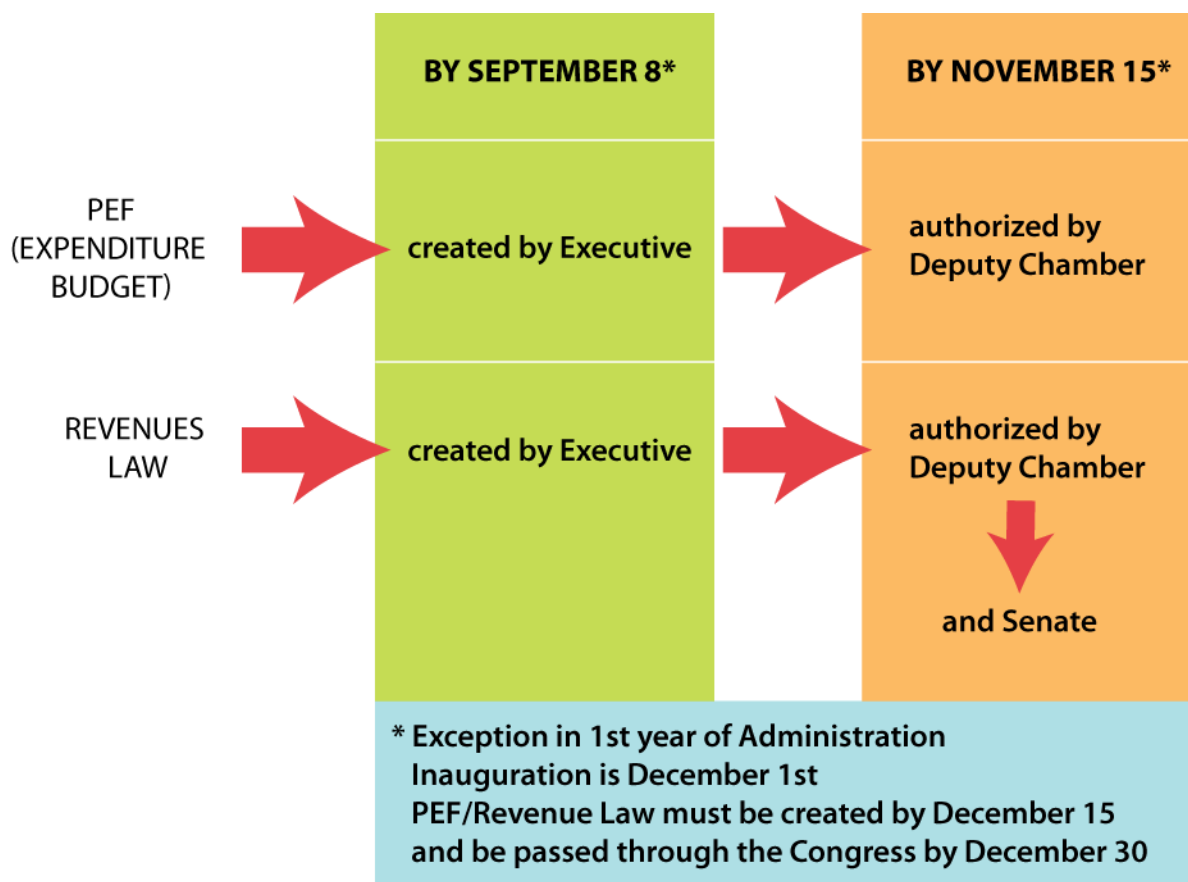 BY SEPTEMBER 8*
BY NOVEMBER 15*
PEF
(EXPENDITURE
BUDGET)
created by Executive
authorized by
Deputy Chamber
REVENUES
LAW
created by Executive
authorized by
Deputy Chamber
and Senate
* Exception in 1st year of Administration
Inauguration is December 1st
PEF/Revenue Law must be created by December 15
and be passed through the Congress by December 30